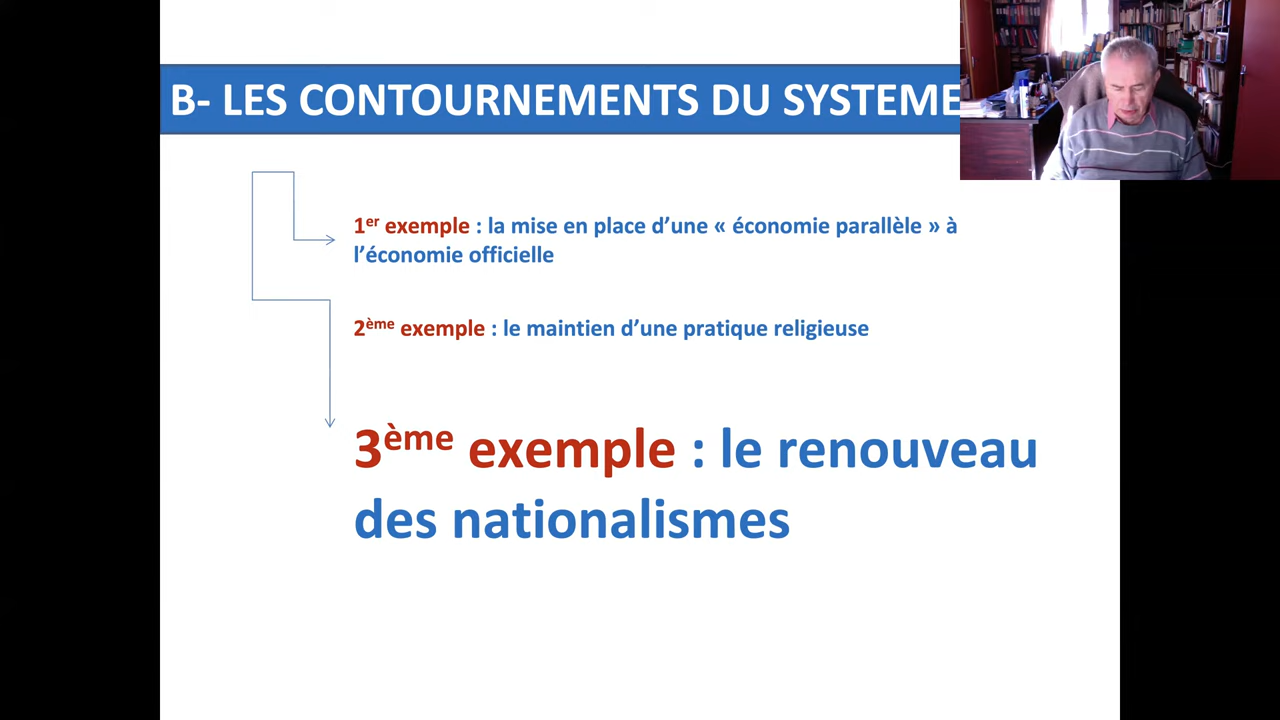 B- LES CONTOURNEMENTS DU SYSTEME
1er exemple : la mise en place d’une « économie parallèle » à
l’économie officielle
2ème exemple : le maintien d’une pratique religieuse
3ème exemple : le renouveau
des nationalismes